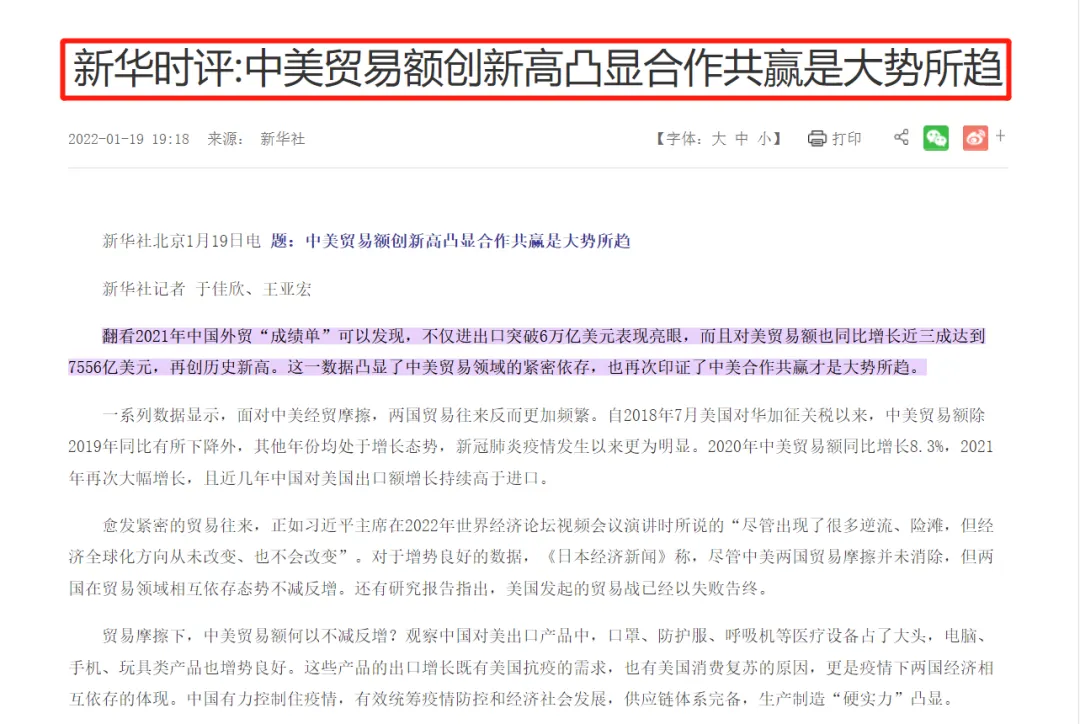 新华时评:中美贸易额创新高凸显合作共赢是大势所趋
2022-01-19 19:18 来源： 新华社 【字体：大 中 小】 打印
新华社北京1月19日电 题：中美贸易额创新高凸显合作共赢是大势所趋
新华社记者 于佳欣、王亚宏
翻看2021年中国外贸“成绩单”可以发现，不仅进出口突破6万亿美元表现亮眼，而且对美贸易额也同比增长近三成达到
7556亿美元，再创历史新高。这一数据凸显了中美贸易领域的紧密依存，也再次印证了中美合作共赢才是大势所趋。
一系列数据显示，面对中美经贸摩擦，两国贸易往来反而更加频繁。自2018年7月美国对华加征关税以来，中美贸易额除
2019年同比有所下降外，其他年份均处于增长态势，新冠肺炎疫情发生以来更为明显。2020年中美贸易额同比增长8.3%，2021
年再次大幅增长，且近几年中国对美国出口额增长持续高于进口。
愈发紧密的贸易往来，正如习近平主席在2022年世界经济论坛视频会议演讲时所说的“尽管出现了很多逆流、险滩，但经
济全球化方向从未改变、也不会改变”。对于增势良好的数据，《日本经济新闻》称，尽管中美两国贸易摩擦并未消除，但两
国在贸易领域相互依存态势不减反增。还有研究报告指出，美国发起的贸易战已经以失败告终。
贸易摩擦下，中美贸易额何以不减反增？观察中国对美出口产品中，口罩、防护服、呼吸机等医疗设备占了大头，电脑、
手机、玩具类产品也增势良好。这些产品的出口增长既有美国抗疫的需求，也有美国消费复苏的原因，更是疫情下两国经济相
互依存的体现。中国有力控制住疫情，有效统筹疫情防控和经济社会发展，供应链体系完备，生产制造“硬实力”凸显。